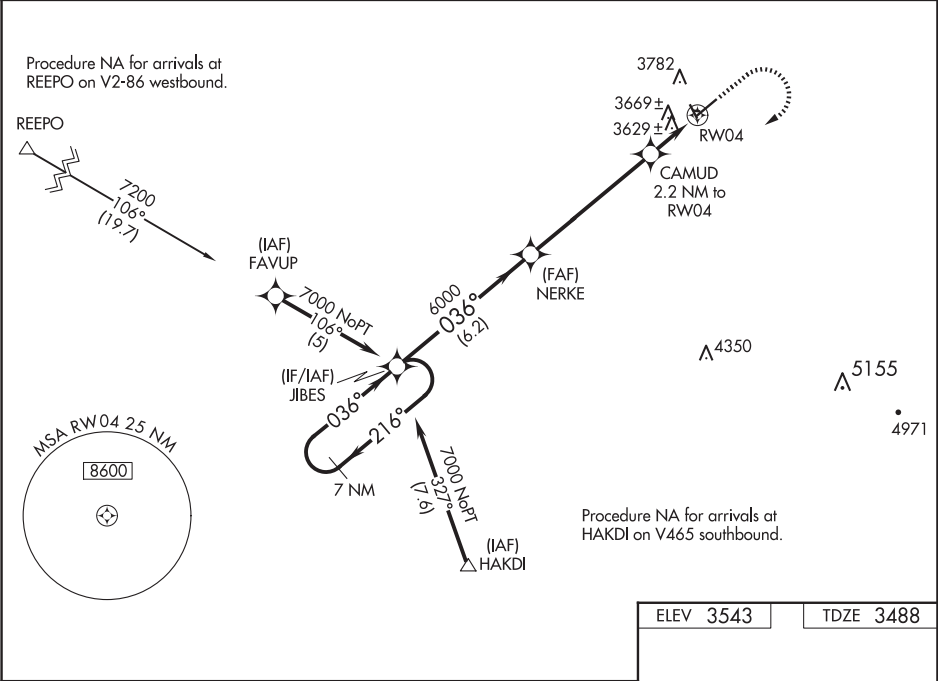 Procedure NA for arrivals at
REEPO on V2-86 westbound.
REEPO
7200
106°
(19.7)
(IAF)
FAVUP
7000 NoPT
106°
(5)
(IF/IAF)
JIBES
036°
216°
7 NM
6000
036°
(6.2)
(FAF)
NERKE
CAMUD
2.2 NM to
RW04
3782
3669±
3629±
RW04
4350
5155
4971
7000 NoPT
327°
(7.6)
(IAF)
HAKDI
Procedure NA for arrivals at
HAKDI on V465 southbound.
MSA RW04 25 NM
8600
ELEV 3543
TDZE 3488